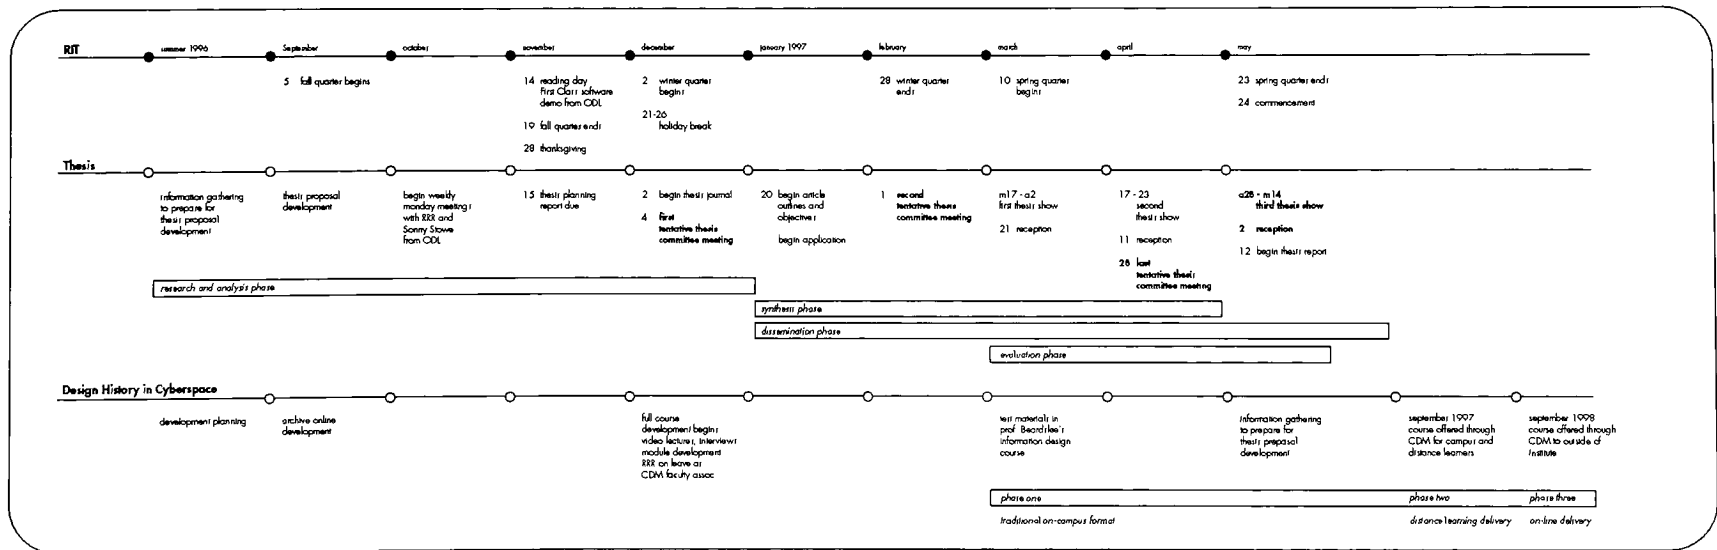 RIT
summer 1996
September
october
november
december
january 1997
february
march
april
may
5 fall quarter begins
14 reading day
First Class software
demo from ODL
19 fall quarter ends
28 thanksgiving
2 winter quarter
begins
21-26
holiday break
28 winter quarter
ends
10 spring quarter
begins
23 spring quarter ends
24 commencement
Thesis
information gathering
to prepare for
thesis proposal
development
thesis proposal
development
begin weekly
monday meetings
with RRR and
Sonny Stowe
from ODL
15 thesis planning
report due
2 begin thesis journal
4 first
tentative thesis
committee meeting
20 begin article
outlines and
objectives
begin application
1 second
tentative thesis
committee meeting
m17 - a2
first thesis show
21 reception
17 - 23
second
thesis show
11 reception
28 last
tentative thesis
committee meeting
a28 - m14
third thesis show
2 reception
12 begin thesis report
research and analysis phase
synthesis phase
dissemination phase
evaluation phase
Design History in Cyberspace
development planning
archive online
development
full course
development begins
video lectures, interviews
module development
RRR on leave as
CDM faculty assoc
test materials in
prof. Beardslee's
information design
course
information gathering
to prepare for
thesis proposal
development
september 1997
course offered through
CDM for campus and
distance learners
september 1998
course offered through
CDM to outside of
Institute
phase one
phase two
phase three
traditional on-campus format
distance learning delivery
on-line delivery